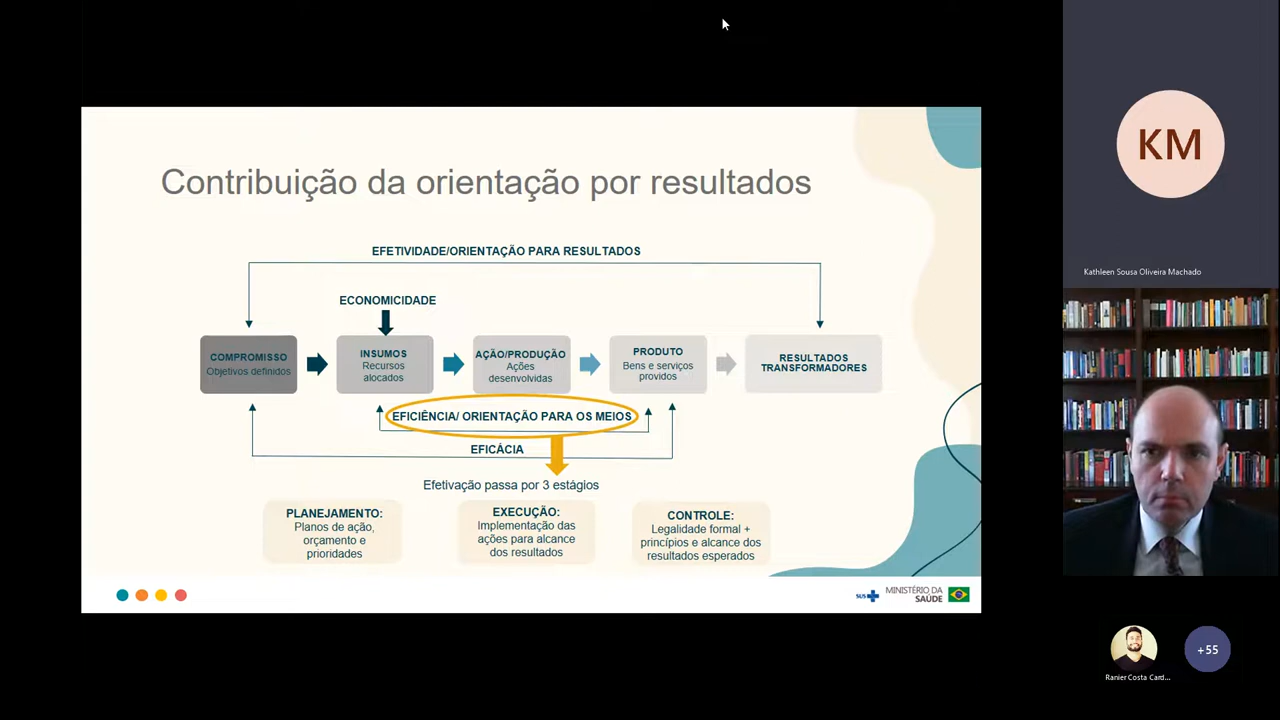 Contribuição da orientação por resultados
EFETIVIDADE/ORIENTAÇÃO PARA RESULTADOS
ECONOMICIDADE
COMPROMISSO
Objetivos definidos
INSUMOS
Recursos
alocados
AÇÃO/PRODUÇÃO
Ações
desenvolvidas
PRODUTO
Bens e serviços
providos
RESULTADOS
TRANSFORMADORES
EFICIÊNCIA/ ORIENTAÇÃO PARA OS MEIOS
EFICÁCIA
Efetivação passa por 3 estágios
PLANEJAMENTO:
Planos de ação,
orçamento e
prioridades
EXECUÇÃO:
Implementação das
ações para alcance
dos resultados
CONTROLE:
Legalidade formal +
princípios e alcance dos
resultados esperados
SUS
MINISTÉRIO DA
SAÚDE
KM
Kathleen Sousa Oliveira Machado
Ranier Costa Card...
+55